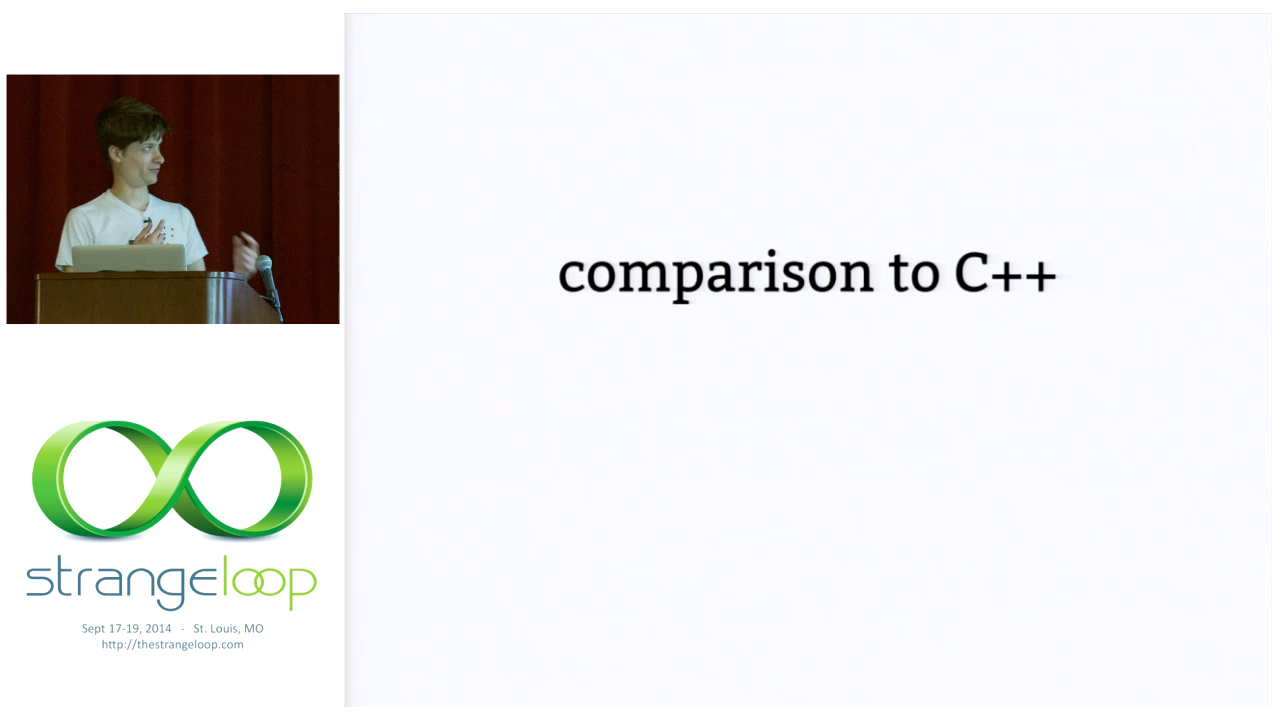 comparison to C++
strangeloop
Sept 17-19, 2014 - St. Louis, MO
http://thestrangeloop.com